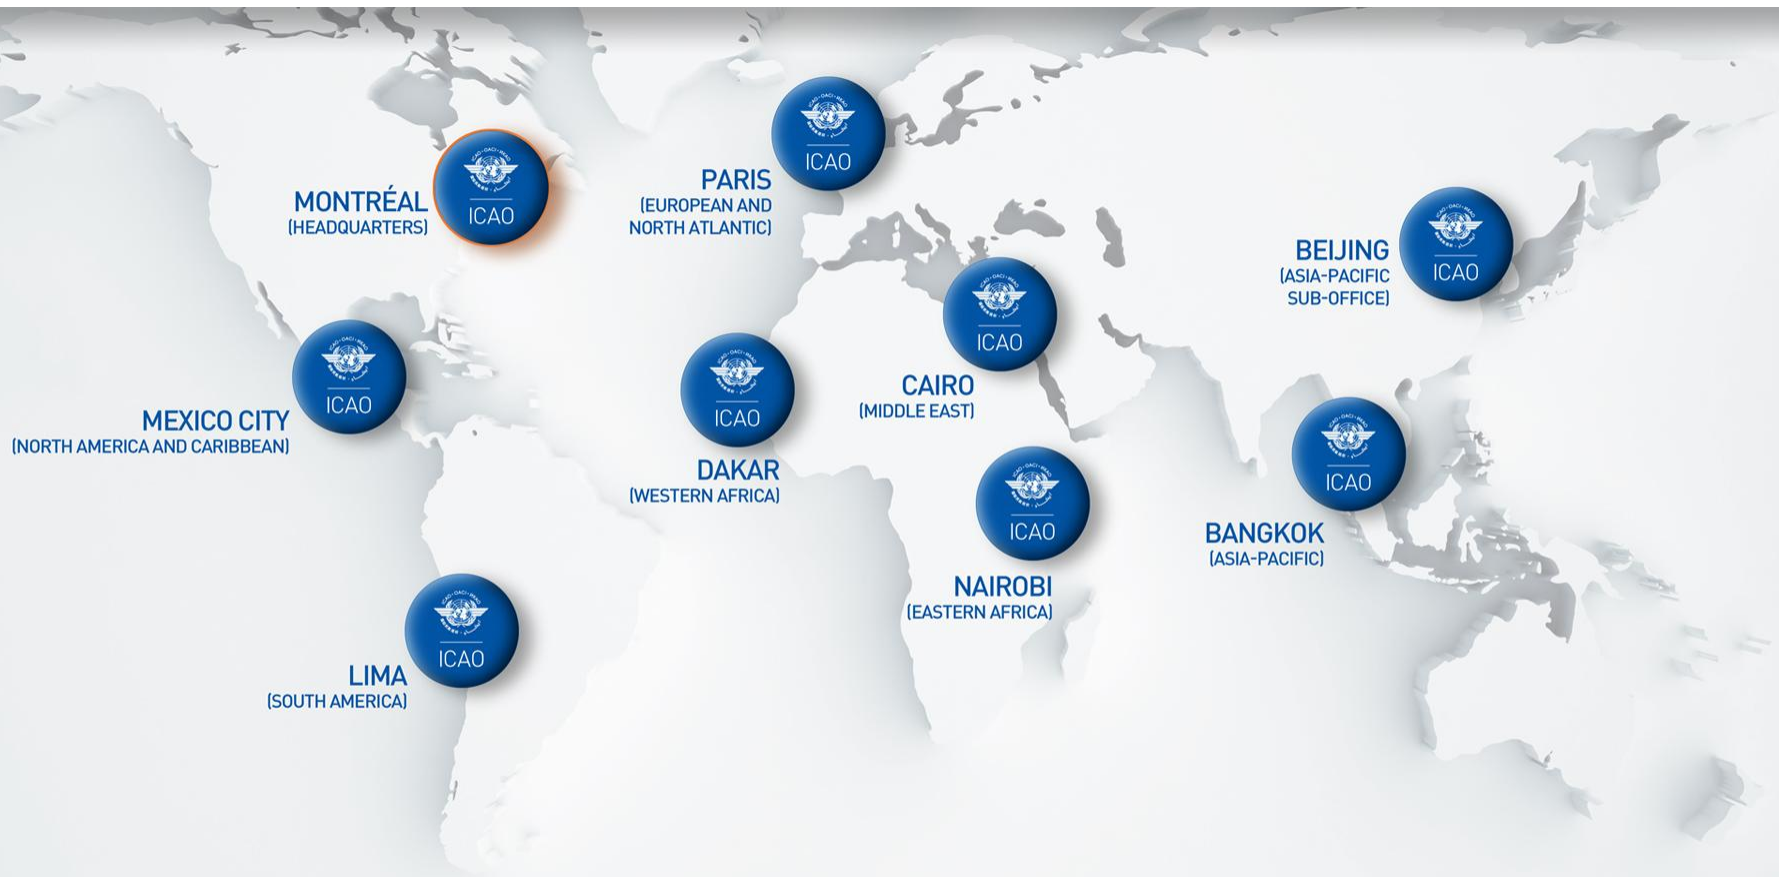 ICAO
MONTRÉAL
(HEADQUARTERS)
ICAO
PARIS
(EUROPEAN AND
NORTH ATLANTIC)
ICAO
BEIJING
(ASIA-PACIFIC
SUB-OFFICE)
ICAO
MEXICO CITY
(NORTH AMERICA AND CARIBBEAN)
ICAO
DAKAR
(WESTERN AFRICA)
ICAO
CAIRO
(MIDDLE EAST)
ICAO
NAIROBI
(EASTERN AFRICA)
ICAO
BANGKOK
(ASIA-PACIFIC)
ICAO
LIMA
(SOUTH AMERICA)